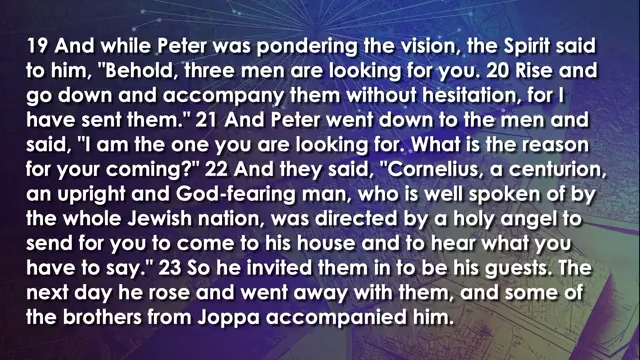 19 And while Peter was pondering the vision, the Spirit said
to him, "Behold, three men are looking for you. 20 Rise and
go down and accompany them without hesitation, for I
have sent them." 21 And Peter went down to the men and
said, "I am the one you are looking for. What is the reason
for your coming?" 22 And they said, "Cornelius, a centurion,
an upright and God-fearing man, who is well spoken of by
the whole Jewish nation, was directed by a holy angel to
send for you to come to his house and to hear what you
have to say." 23 So he invited them in to be his guests. The
next day he rose and went away with them, and some of
the brothers from Joppa accompanied him.